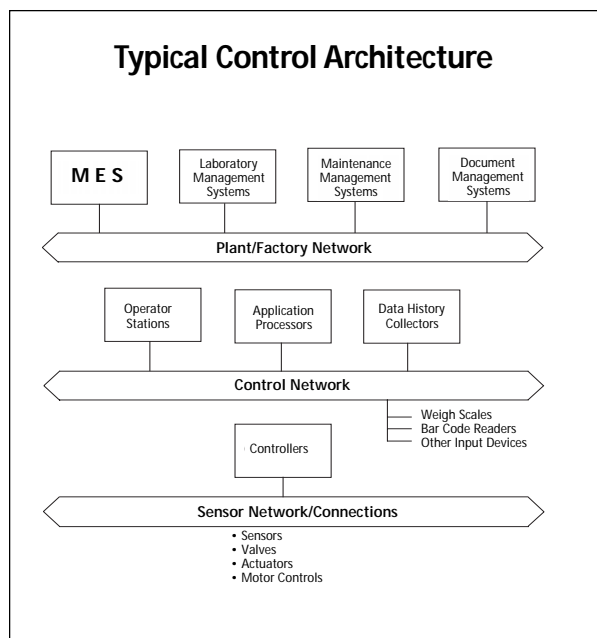 Typical Control Architecture
M E S
Laboratory
Management
Systems
Maintenance
Management
Systems
Document
Management
Systems
Plant/Factory Network
Operator
Stations
Application
Processors
Data History
Collectors
Control Network
Weigh Scales
Bar Code Readers
Other Input Devices
Controllers
Sensor Network/Connections
• Sensors
• Valves
• Actuators
• Motor Controls